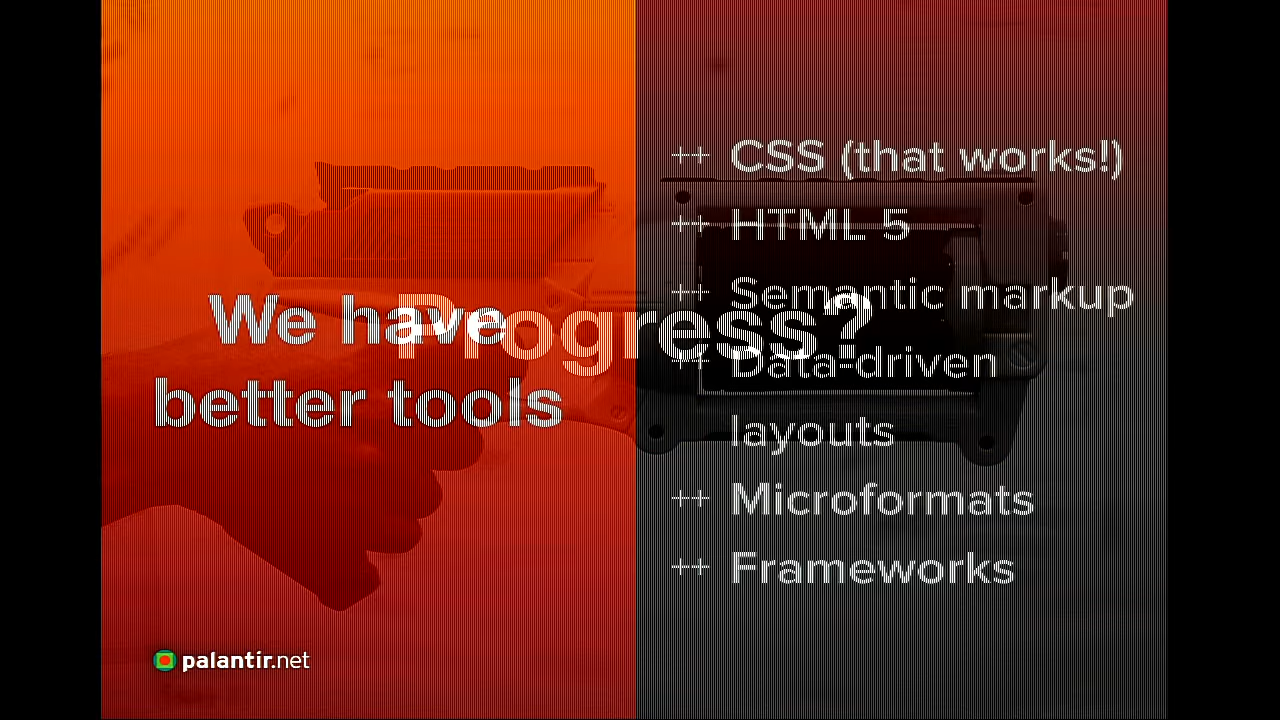 We have
better tools
Progress?
++ CSS (that works!)
++ HTML 5
++ Semantic markup
++ Data-driven
layouts
++ Microformats
++ Frameworks
palantir.net